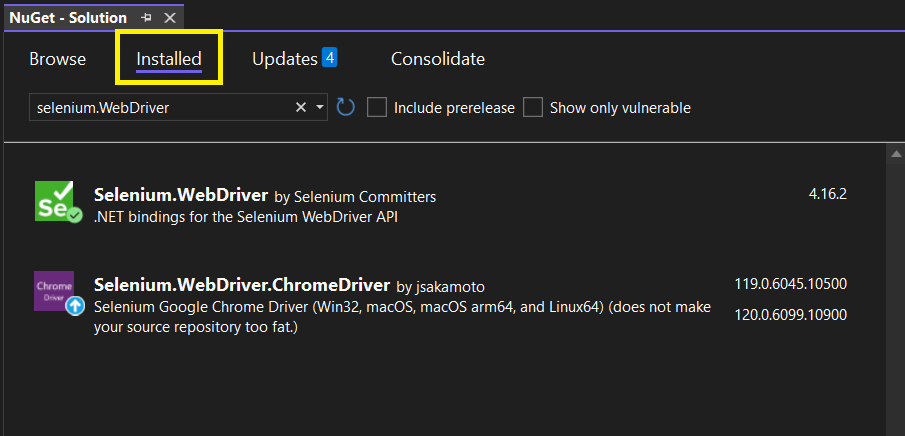 NuGet - Solution
Browse Installed Updates 4 Consolidate
selenium.WebDriver Include prerelease Show only vulnerable
Se Selenium.WebDriver by Selenium Committers 4.16.2
.NET bindings for the Selenium WebDriver API
Chrome Driver
Selenium.WebDriver.ChromeDriver by jsakamoto 119.0.6045.10500
Selenium Google Chrome Driver (Win32, macOS, macOS arm64, and Linux64) (does not make
your source repository too fat.) 120.0.6099.10900